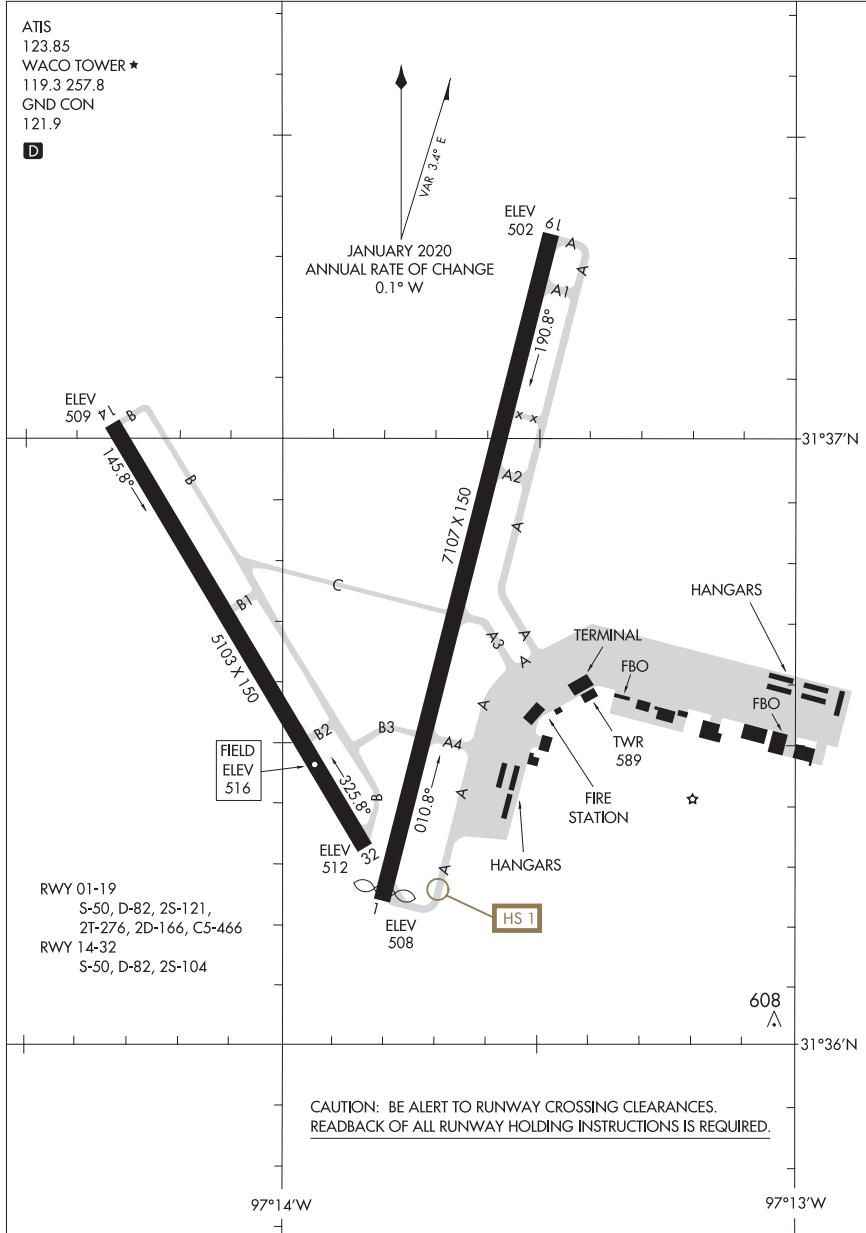 ATIS
123.85
WACO TOWER ★
119.3 257.8
GND CON
121.9
D
VAR 3.4° E
JANUARY 2020
ANNUAL RATE OF CHANGE
0.1° W
ELEV
502
19
A
A
A1
190.8°
x x
ELEV
509
14
B
145.8°
B
31°37'N
A2
A
7107 X 150
C
B1
5103 X 150
A3
A
A
HANGARS
TERMINAL
FBO
FBO
A
B2
B3
A4
TWR
589
FIELD
ELEV
516
325.8°
B
010.8°
A
FIRE
STATION
ELEV
512
32
A
HANGARS
1
ELEV
508
HS 1
RWY 01-19
S-50, D-82, 2S-121,
2T-276, 2D-166, C5-466
RWY 14-32
S-50, D-82, 2S-104
608
31°36'N
CAUTION: BE ALERT TO RUNWAY CROSSING CLEARANCES.
READBACK OF ALL RUNWAY HOLDING INSTRUCTIONS IS REQUIRED.
97°14'W
97°13'W